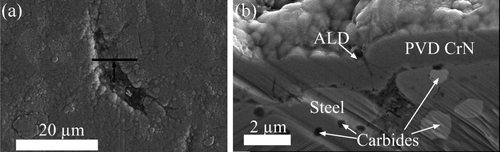 (a)
20 µm
(b)
ALD
PVD CrN
Steel
2 µm
Carbides